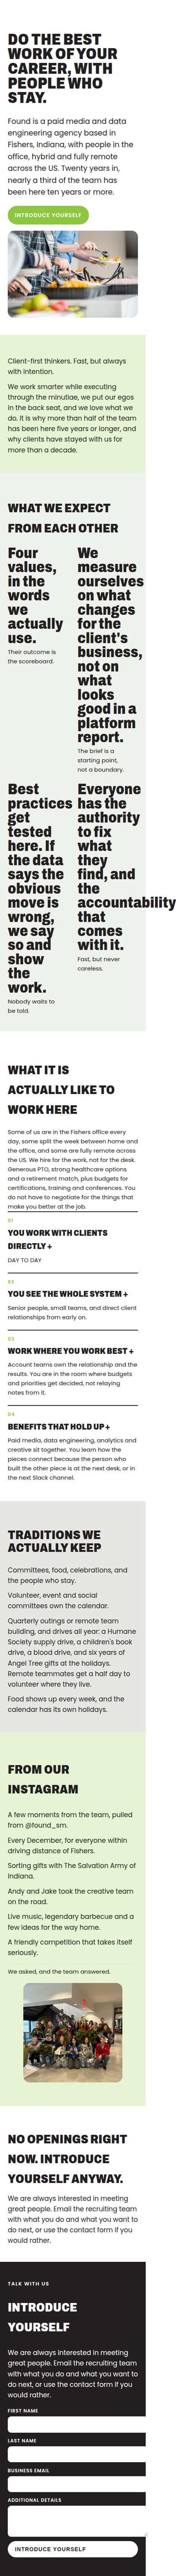 DO THE BEST
WORK OF YOUR
CAREER, WITH
PEOPLE WHO
STAY.
Found is a paid media and data
engineering agency based in
Fishers, Indiana, with people in the
office, hybrid and fully remote
across the US. Twenty years in,
nearly a third of the team has
been here ten years or more.
INTRODUCE YOURSELF
Client-first thinkers. Fast, but always
with intention.
We work smarter while executing
through the minutiae, we put our egos
in the back seat, and we love what we
do. It is why more than half of the team
has been here five years or longer, and
why clients have stayed with us for
more than a decade.
WHAT WE EXPECT
FROM EACH OTHER
Four
values,
in the
words
we
actually
use.
Their outcome is
the scoreboard.
We
measure
ourselves
on what
changes
for the
client's
business,
not on
what
looks
good in a
platform
report.
The brief is a
starting point,
not a boundary.
Best
practices
get
tested
here. If
the data
says the
obvious
move is
wrong,
we say
so and
show
the
work.
Nobody waits to
be told.
Everyone
has the
authority
to fix
what
they
find, and
the
accountability
that
comes
with it.
Fast, but never
careless.
WHAT IT IS
ACTUALLY LIKE TO
WORK HERE
Some of us are in the Fishers office every
day, some split the week between home and
the office, and some are fully remote across
the US. We hire for the work, not for the desk.
Generous PTO, strong healthcare options
and a retirement match, plus budgets for
certifications, training and conferences. You
do not have to negotiate for the things that
make you better at the job.
01
YOU WORK WITH CLIENTS
DIRECTLY +
DAY TO DAY
02
YOU SEE THE WHOLE SYSTEM +
Senior people, small teams, and direct client
relationships from early on.
03
WORK WHERE YOU WORK BEST +
Account teams own the relationship and the
results. You are in the room where budgets
and priorities get decided, not relaying
notes from it.
04
BENEFITS THAT HOLD UP +
Paid media, data engineering, analytics and
creative sit together. You learn how the
pieces connect because the person who
built the other piece is at the next desk, or in
the next Slack channel.
TRADITIONS WE
ACTUALLY KEEP
Committees, food, celebrations, and
the people who stay.
Volunteer, event and social
committees own the calendar.
Quarterly outings or remote team
building, and drives all year: a Humane
Society supply drive, a children's book
drive, a blood drive, and six years of
Angel Tree gifts at the holidays.
Remote teammates get a half day to
volunteer where they live.
Food shows up every week, and the
calendar has its own holidays.
FROM OUR
INSTAGRAM
A few moments from the team, pulled
from @found_sm.
Every December, for everyone within
driving distance of Fishers.
Sorting gifts with The Salvation Army of
Indiana.
Andy and Jake took the creative team
on the road.
Live music, legendary barbecue and a
few ideas for the way home.
A friendly competition that takes itself
seriously.
We asked, and the team answered.
NO OPENINGS RIGHT
NOW. INTRODUCE
YOURSELF ANYWAY.
We are always interested in meeting
great people. Email the recruiting team
with what you do and what you want to
do next, or use the contact form if you
would rather.
TALK WITH US
INTRODUCE
YOURSELF
We are always interested in meeting
great people. Email the recruiting team
with what you do and what you want to
do next, or use the contact form if you
would rather.
FIRST NAME
LAST NAME
BUSINESS EMAIL
ADDITIONAL DETAILS
INTRODUCE YOURSELF